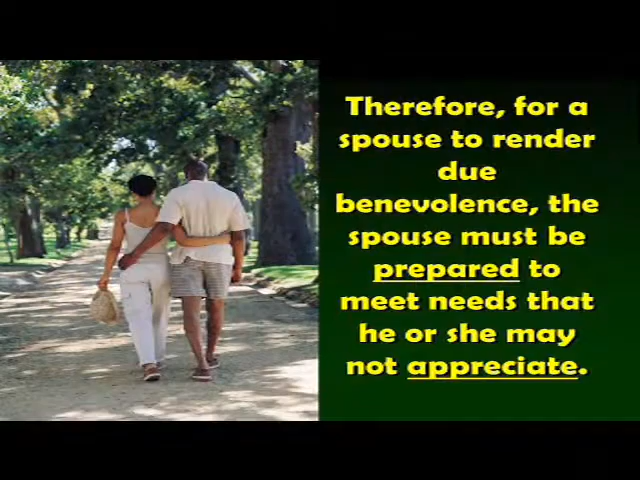 Therefore, for a
spouse to render
due
benevolence, the
spouse must be
prepared to
meet needs that
he or she may
not appreciate.